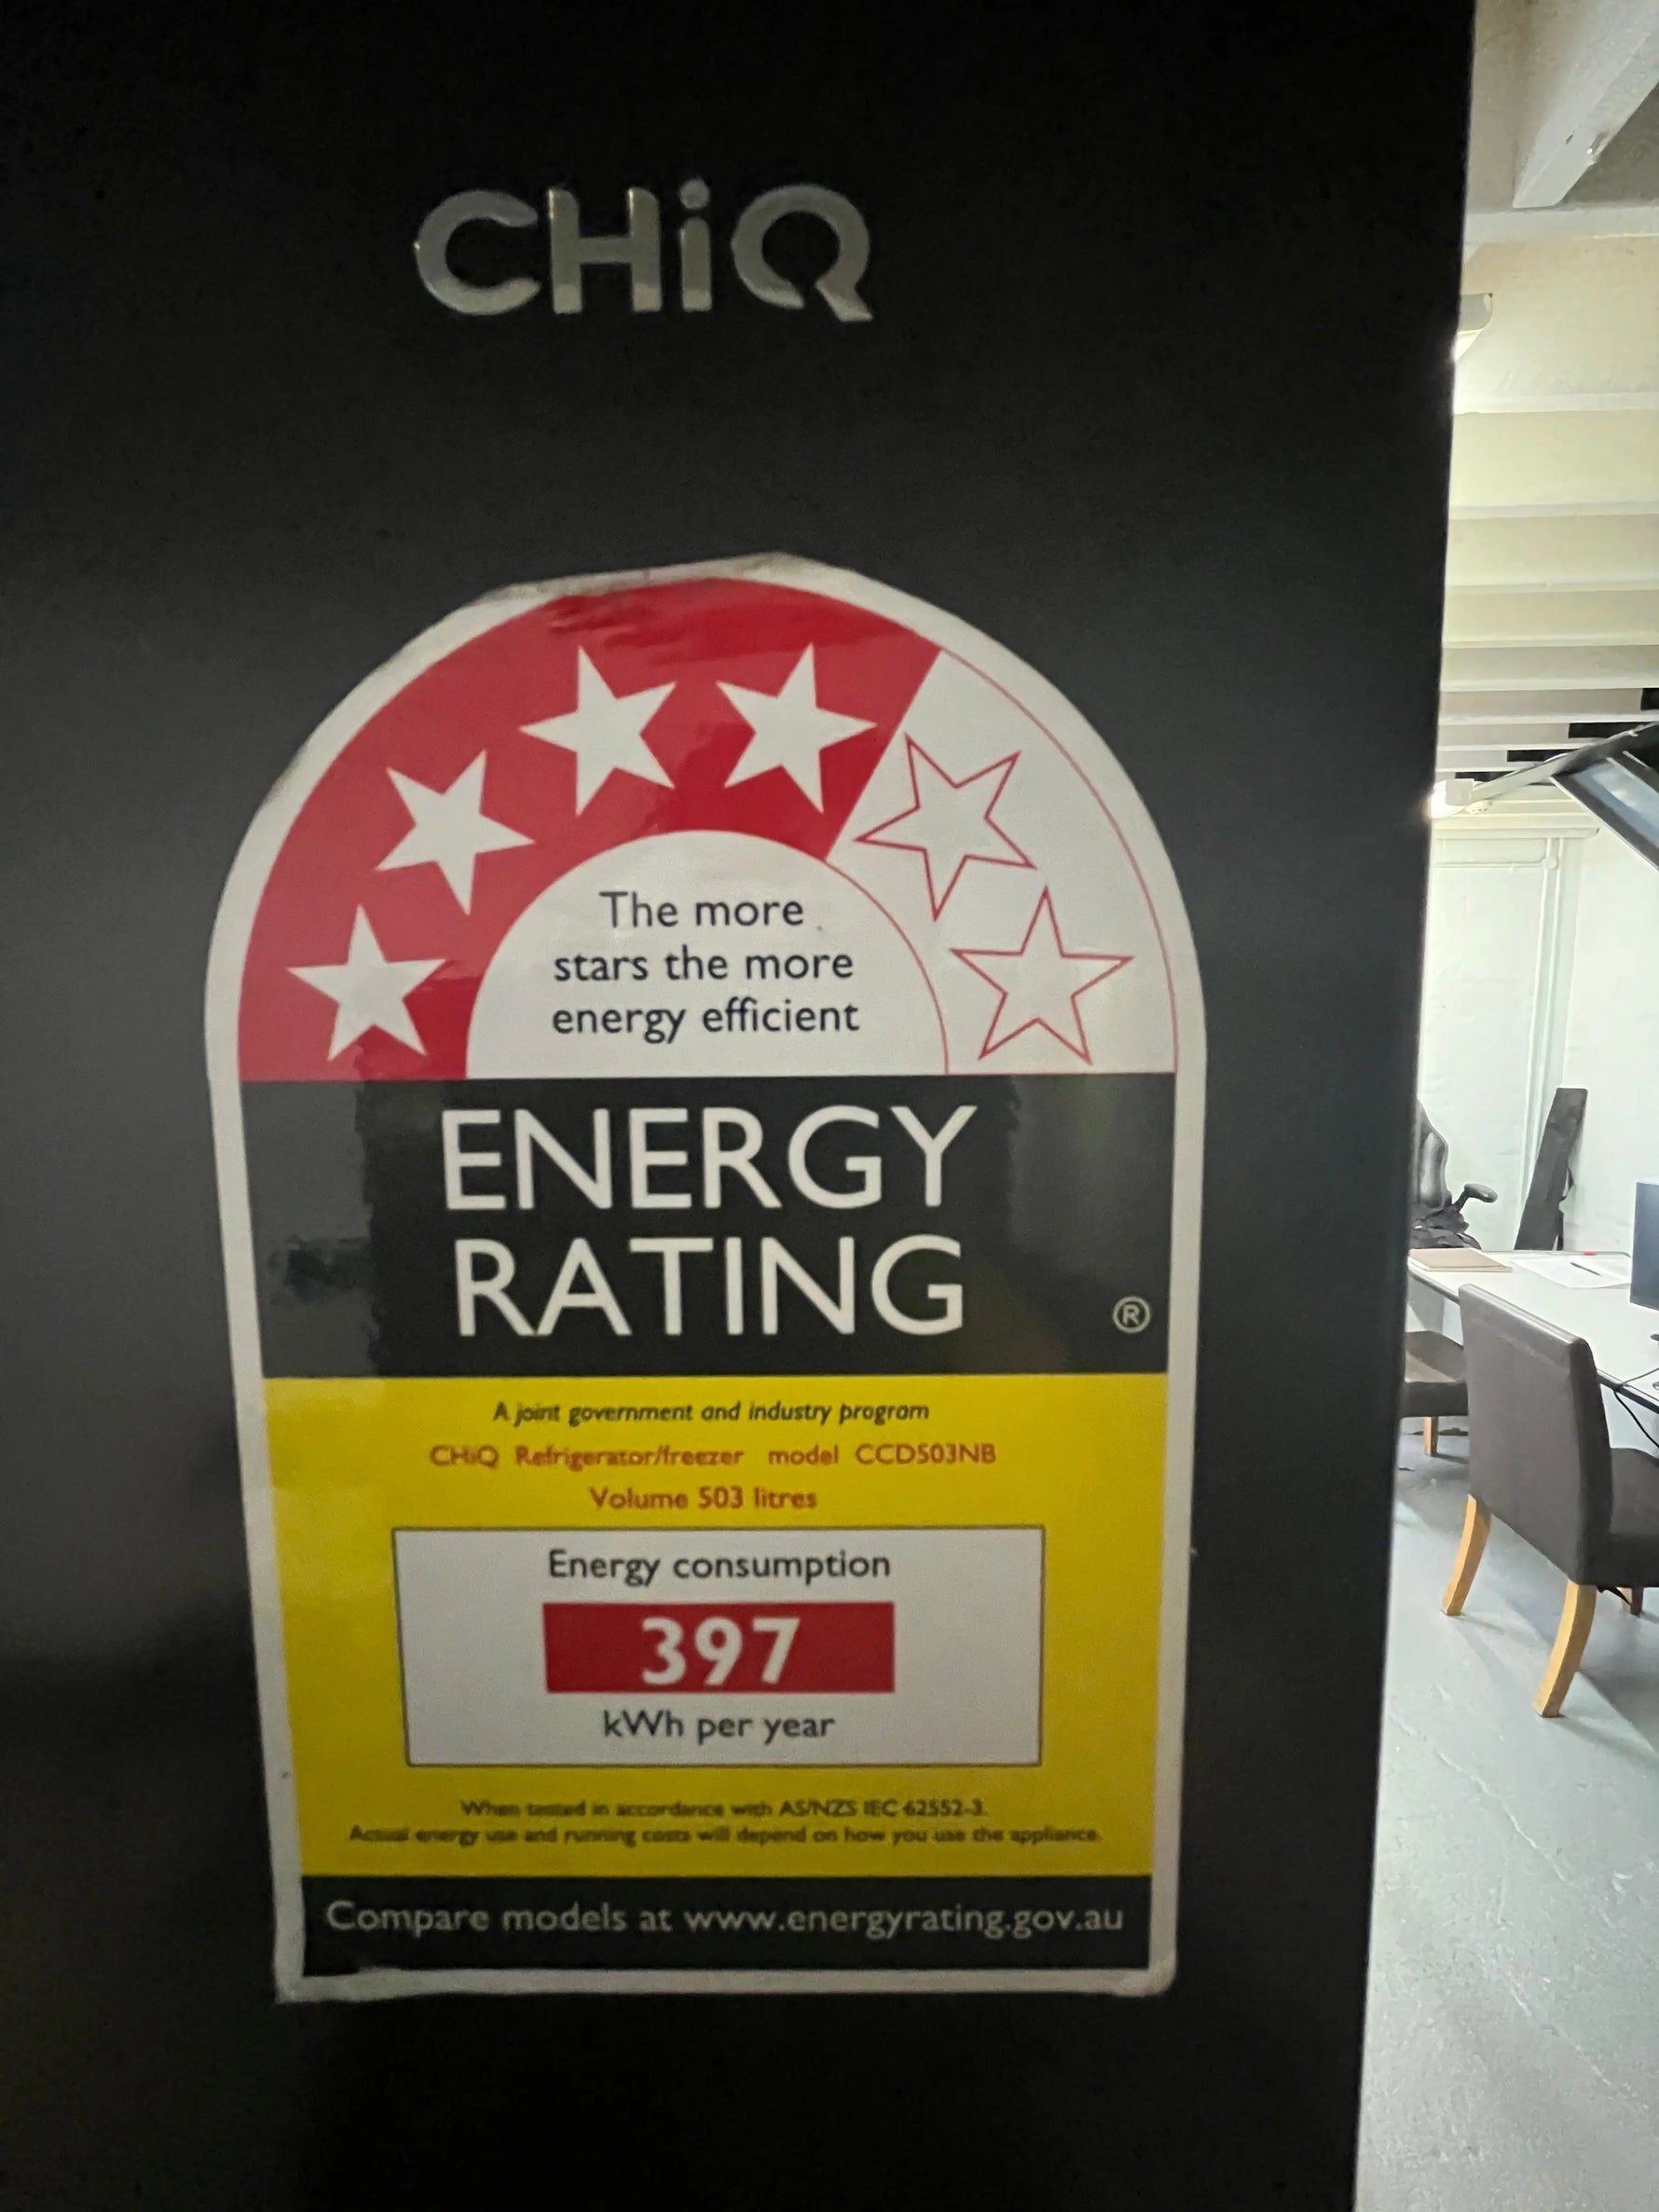 CHiQ
The more
stars the more
energy efficient
ENERGY
RATING
®
A joint government and industry program
CHiQ Refrigerator/freezer model CCD503NB
Volume 503 litres
Energy consumption
397
kWh per year
When tested in accordance with AS/NZS IEC 62552-3.
Actual energy use and running costs will depend on how you use the appliance.
Compare models at www.energyrating.gov.au